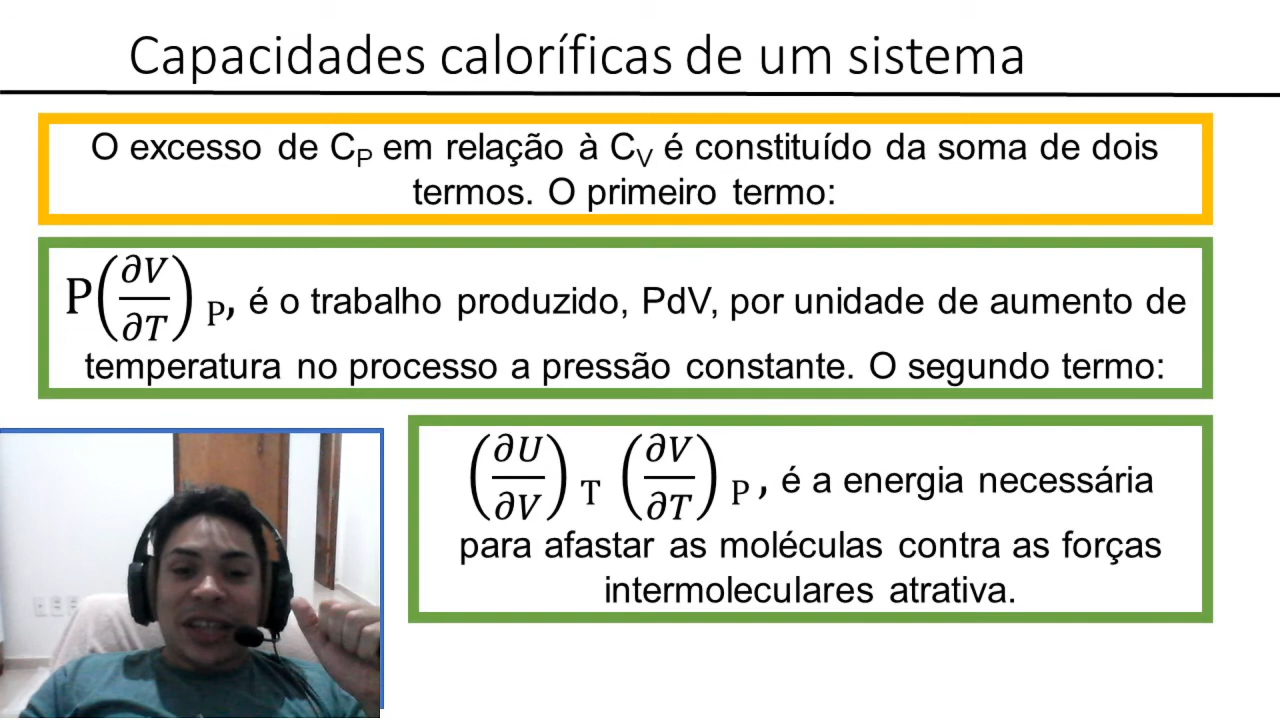 Capacidades caloríficas de um sistema
O excesso de C_P em relação à C_V é constituído da soma de dois
termos. O primeiro termo:
P(∂V/∂T)_P, é o trabalho produzido, PdV, por unidade de aumento de
temperatura no processo a pressão constante. O segundo termo:
(∂U/∂V)_T (∂V/∂T)_P, é a energia necessária
para afastar as moléculas contra as forças
intermoleculares atrativa.